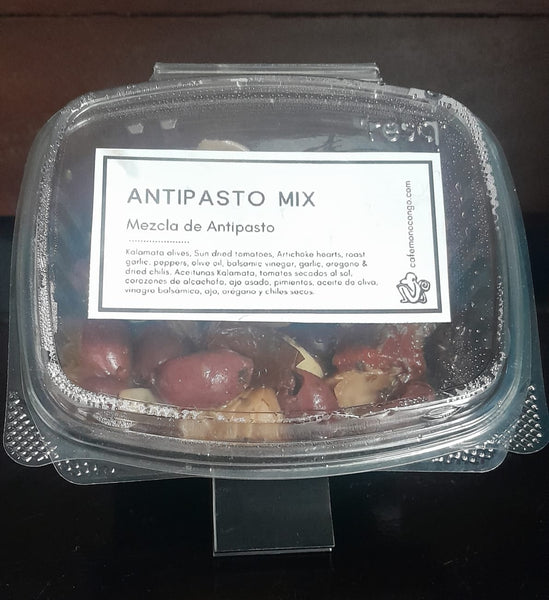 ANTIPASTO MIX
Mezcla de Antipasto
Kalamata olives, Sun dried tomatoes, Artichoke hearts, roast
garlic, peppers, olive oil, balsamic vinegar, garlic, oregano &
dried chilis. Aceitunas Kalamata, tomates secados al sol,
corazones de alcachofa, ajo asado, pimientos, aceite de oliva,
vinagre balsámica, ajo, orégano y chiles secos.
cafemonocongo.com